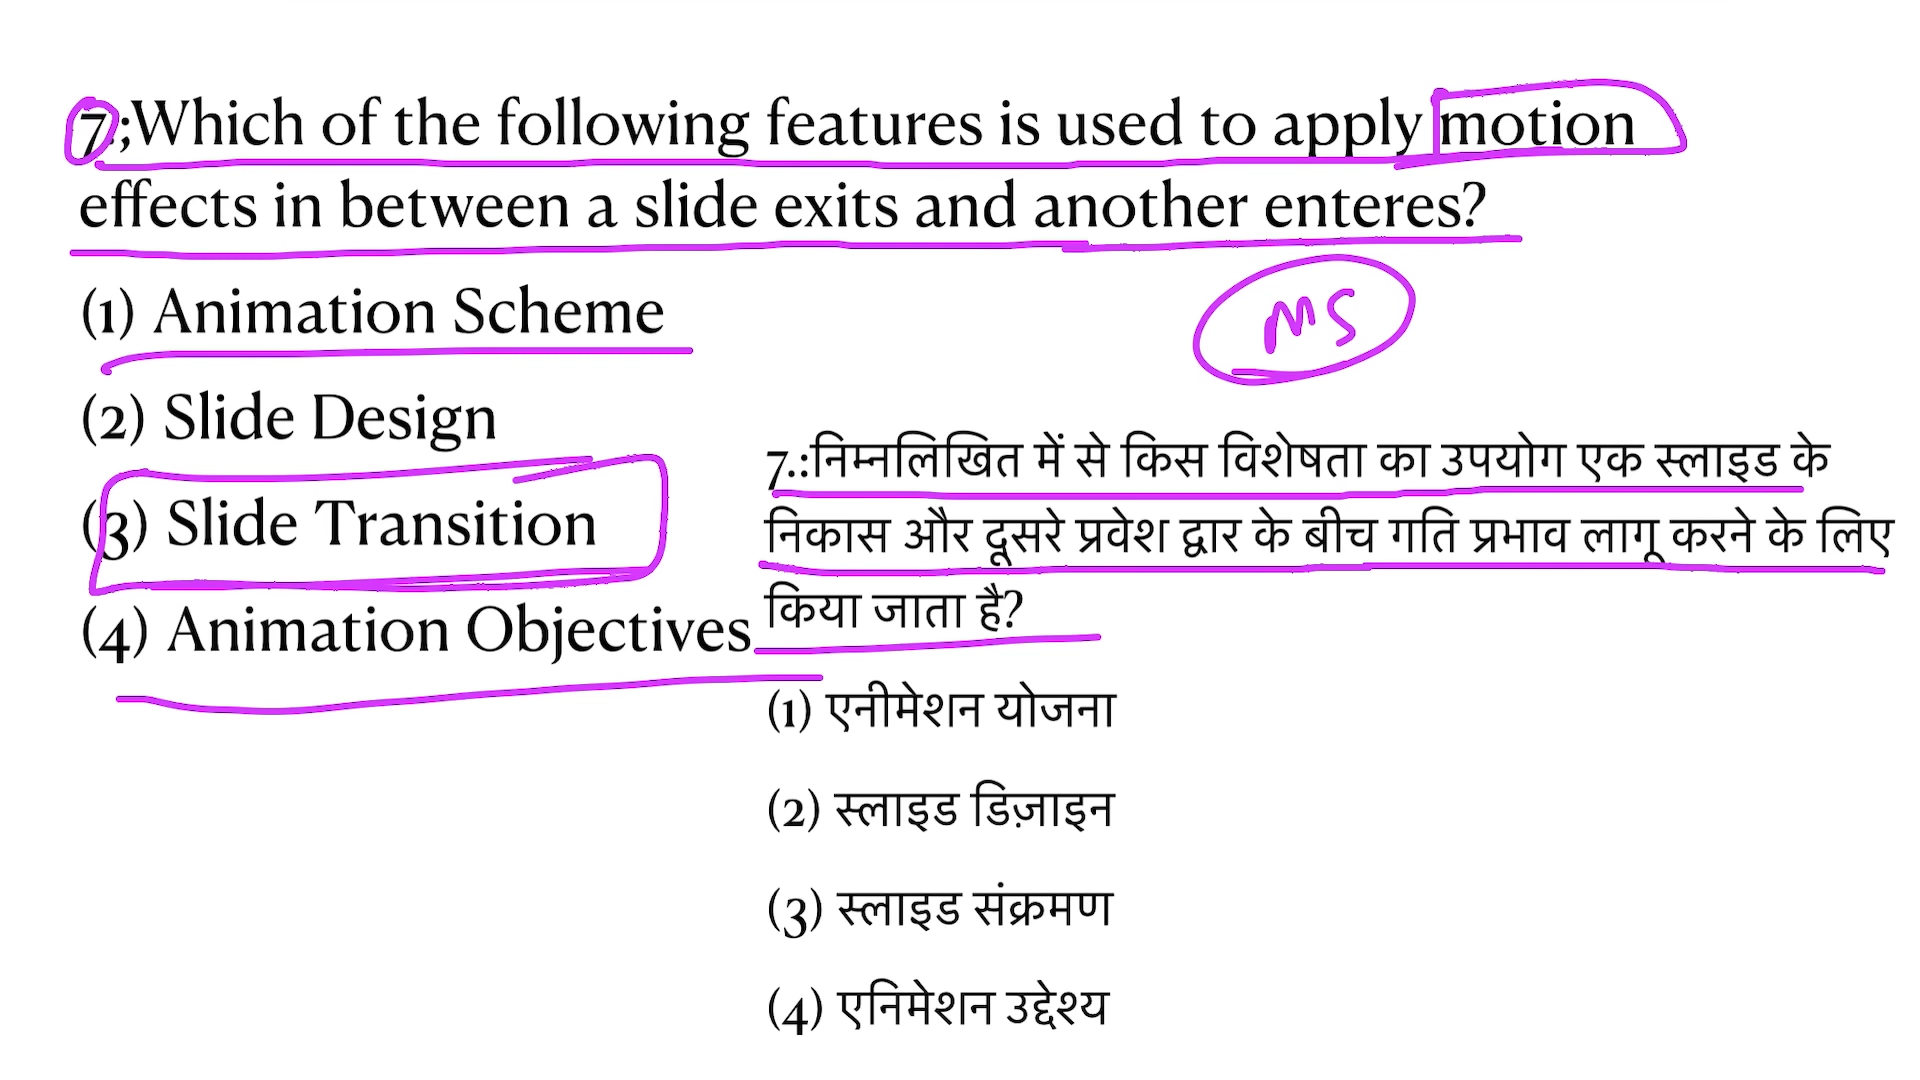 7.;Which of the following features is used to apply motion
effects in between a slide exits and another enteres?
(1) Animation Scheme
MS
(2) Slide Design
(3) Slide Transition
(4) Animation Objectives
7.:निम्नलिखित में से किस विशेषता का उपयोग एक स्लाइड के
निकास और दूसरे प्रवेश द्वार के बीच गति प्रभाव लागू करने के लिए
किया जाता है?
(1) एनीमेशन योजना
(2) स्लाइड डिज़ाइन
(3) स्लाइड संक्रमण
(4) एनिमेशन उद्देश्य